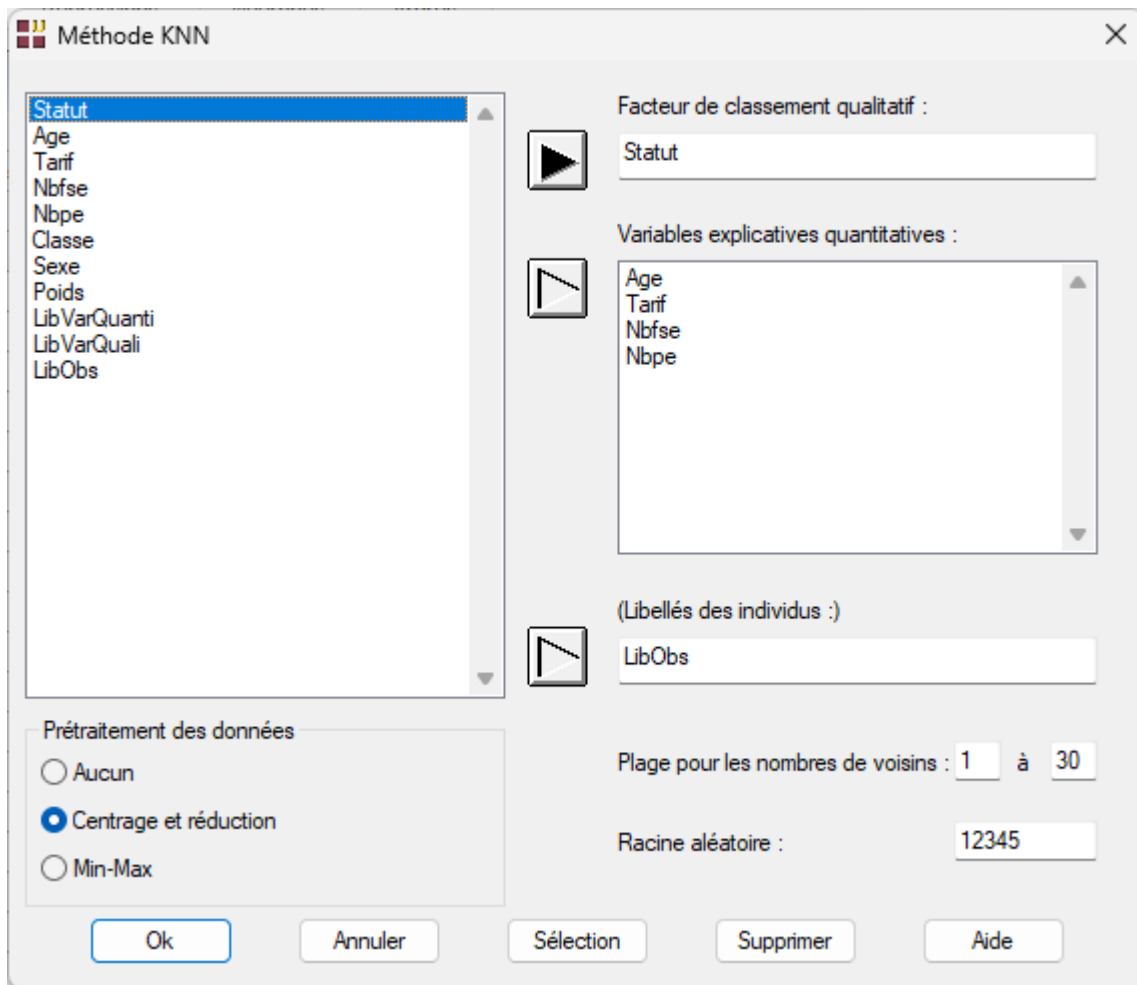 Méthode KNN
Statut
Age
Tarif
Nbfse
Nbpe
Classe
Sexe
Poids
LibVarQuanti
LibVarQuali
LibObs
Facteur de classement qualitatif :
Statut
Variables explicatives quantitatives :
Age
Tarif
Nbfse
Nbpe
(Libellés des individus :)
LibObs
Prétraitement des données
Aucun
Centrage et réduction
Min-Max
Plage pour les nombres de voisins : 1 à 30
Racine aléatoire : 12345
Ok Annuler Sélection Supprimer Aide